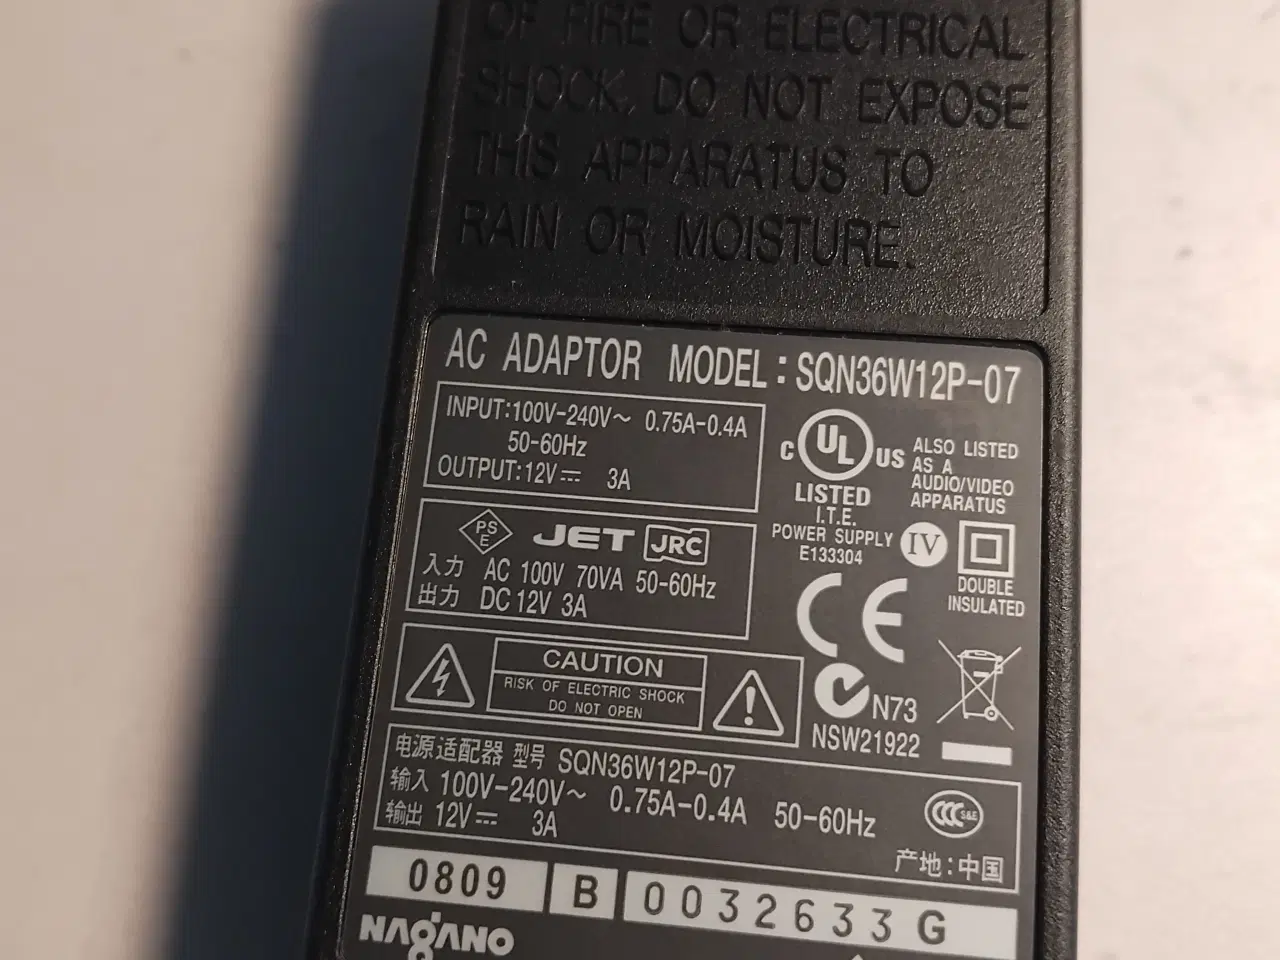 OF FIRE OR ELECTRICAL
SHOCK, DO NOT EXPOSE
THIS APPARATUS TO
RAIN OR MOISTURE.
AC ADAPTOR MODEL：SQN36W12P-07
INPUT:100V-240V～ 0.75A-0.4A
50-60Hz
OUTPUT:12V⎓ 3A
C UL US
LISTED
I.T.E.
POWER SUPPLY
E133304
ALSO LISTED
AS A
AUDIO/VIDEO
APPARATUS
IV
DOUBLE
INSULATED
PSE JET JRC
入力 AC 100V 70VA 50-60Hz
出力 DC 12V 3A
CE
CAUTION
RISK OF ELECTRIC SHOCK
DO NOT OPEN
N73
NSW21922
电源适配器 型号 SQN36W12P-07
输入 100V-240V～ 0.75A-0.4A 50-60Hz
输出 12V⎓ 3A
CCC S&E
产地:中国
0809 B 0032633G
NAGANO